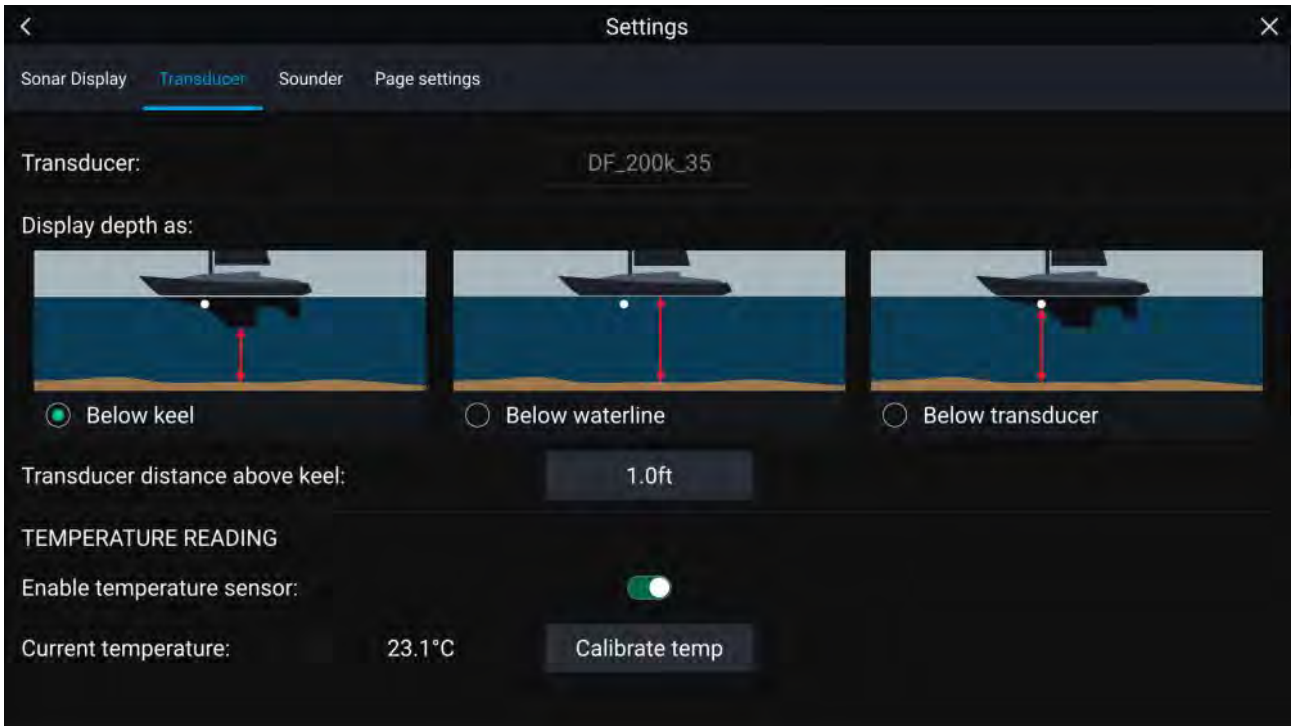 Settings
Sonar Display Transducer Sounder Page settings
Transducer: DF_200k_35
Display depth as:
Below keel Below waterline Below transducer
Transducer distance above keel: 1.0ft
TEMPERATURE READING
Enable temperature sensor:
Current temperature: 23.1°C Calibrate temp